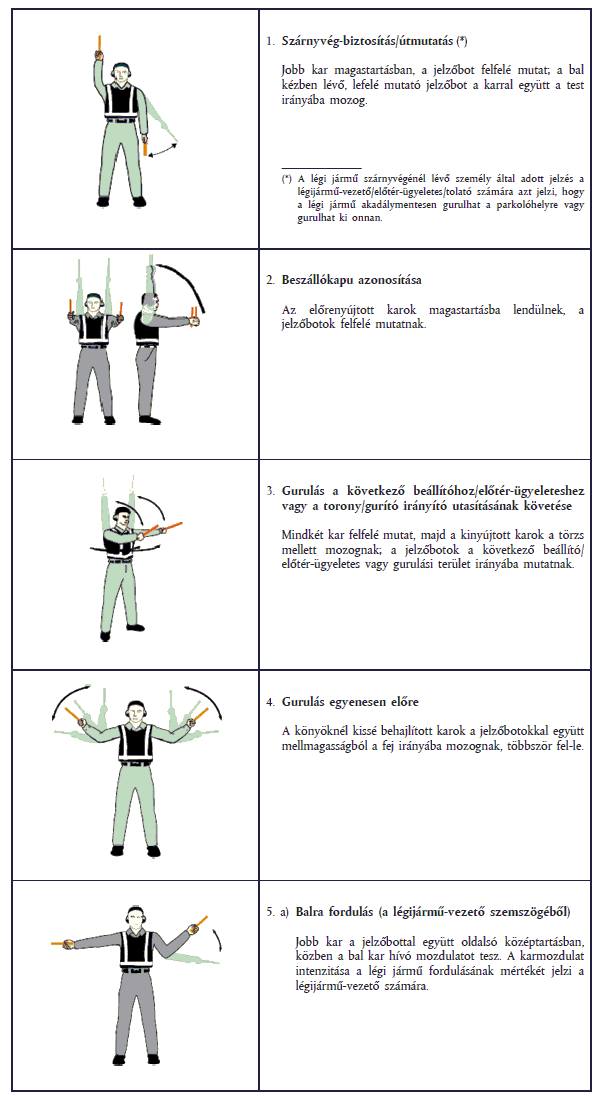 1. Szárnyvég-biztosítás/útmutatás (*)
Jobb kar magastartásban, a jelzőbot felfelé mutat; a bal
kézben lévő, lefelé mutató jelzőbot a karral együtt a test
irányába mozog.
(*) A légi jármű szárnyvégénél lévő személy által adott jelzés a
légijármű-vezető/előtér-ügyeletes/tolató számára azt jelzi, hogy
a légi jármű akadálymentesen gurulhat a parkolóhelyre vagy
gurulhat ki onnan.
2. Beszállókapu azonosítása
Az előrenyújtott karok magastartásba lendülnek, a
jelzőbotok felfelé mutatnak.
3. Gurulás a következő beállítóhoz/előtér-ügyeleteshez
vagy a torony/gurító irányító utasításának követése
Mindkét kar felfelé mutat, majd a kinyújtott karok a törzs
mellett mozognak; a jelzőbotok a következő beállító/
előtér-ügyeletes vagy gurulási terület irányába mutatnak.
4. Gurulás egyenesen előre
A könyöknél kissé behajlított karok a jelzőbotokkal együtt
mellmagasságból a fej irányába mozognak, többször fel-le.
5. a) Balra fordulás (a légijármű-vezető szemszögéből)
Jobb kar a jelzőbottal együtt oldalsó középtartásban,
közben a bal kar hívó mozdulatot tesz. A karmozdulat
intenzitása a légi jármű fordulásának mértékét jelzi a
légijármű-vezető számára.